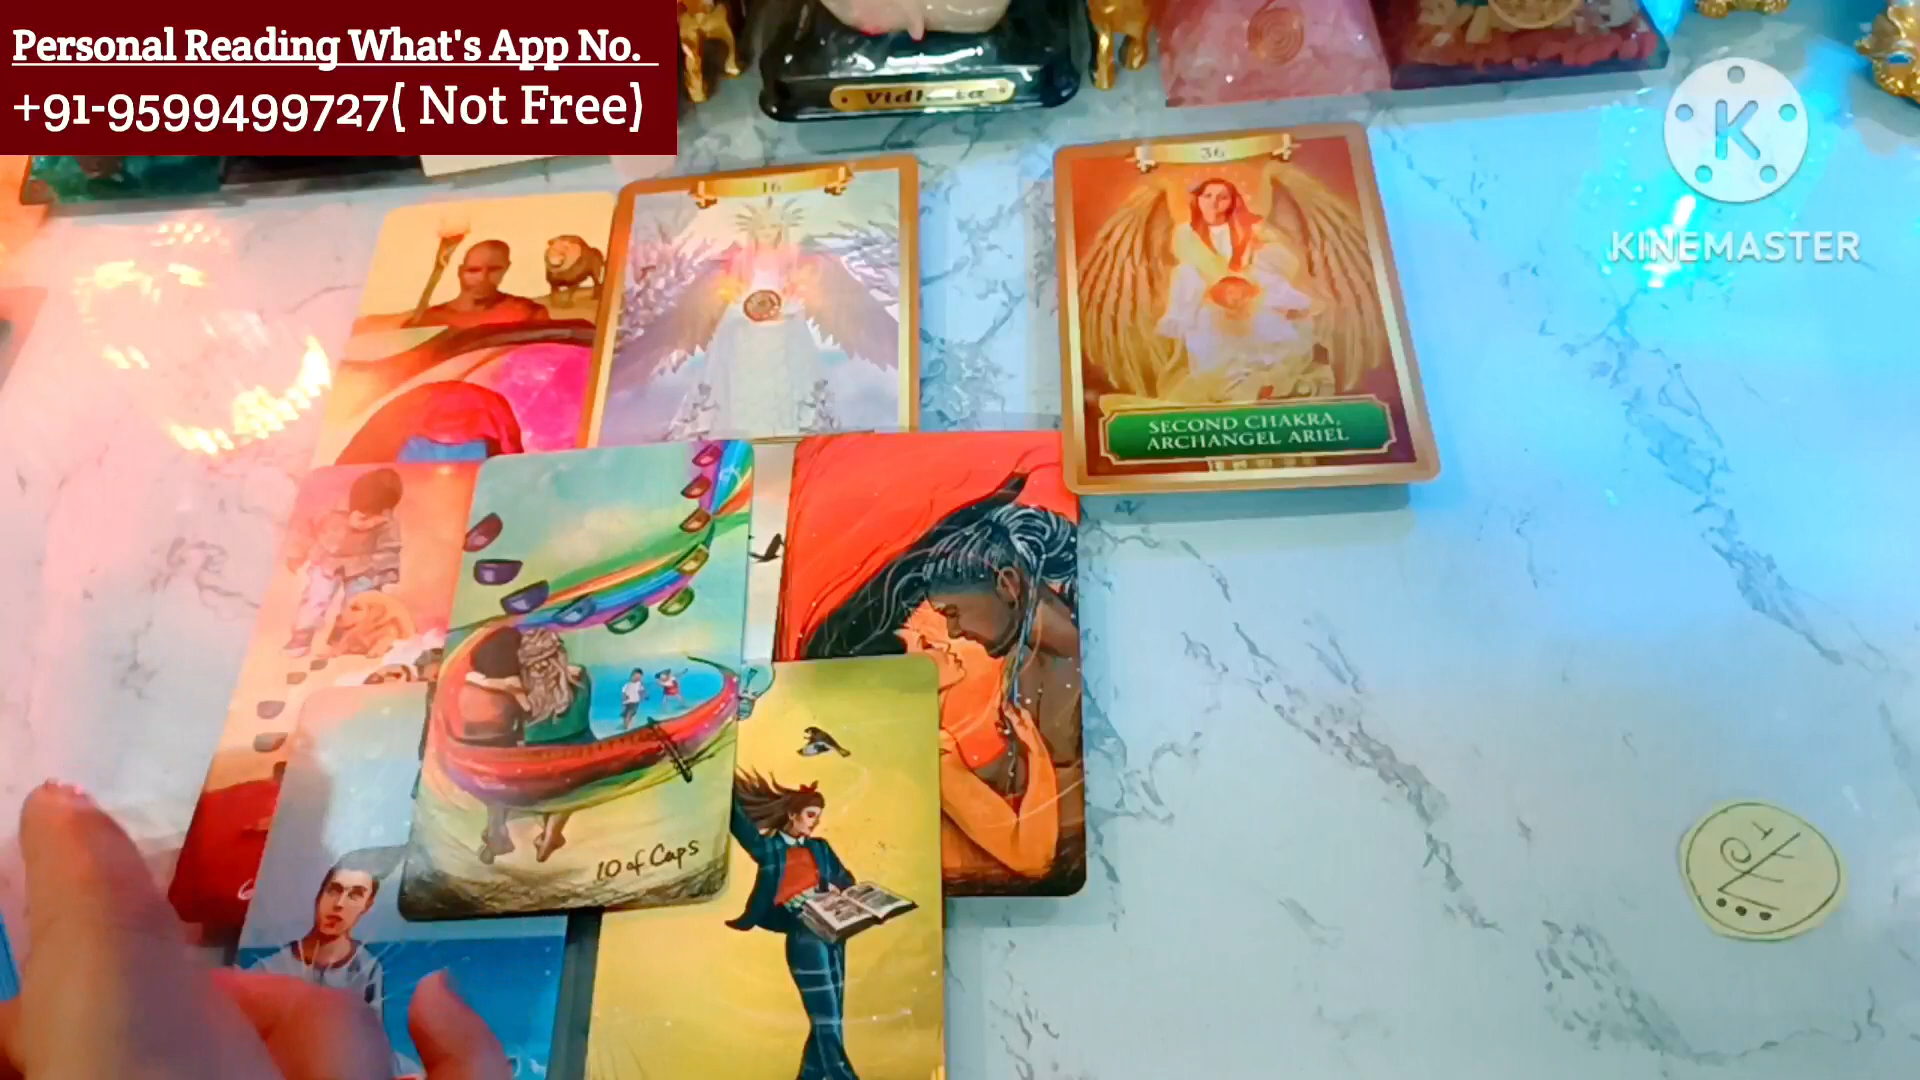 Personal Reading What's App No.
+91-9599499727( Not Free)
16
36
K
KINEMASTER
SECOND CHAKRA,
ARCHANGEL ARIEL
10 of Cups